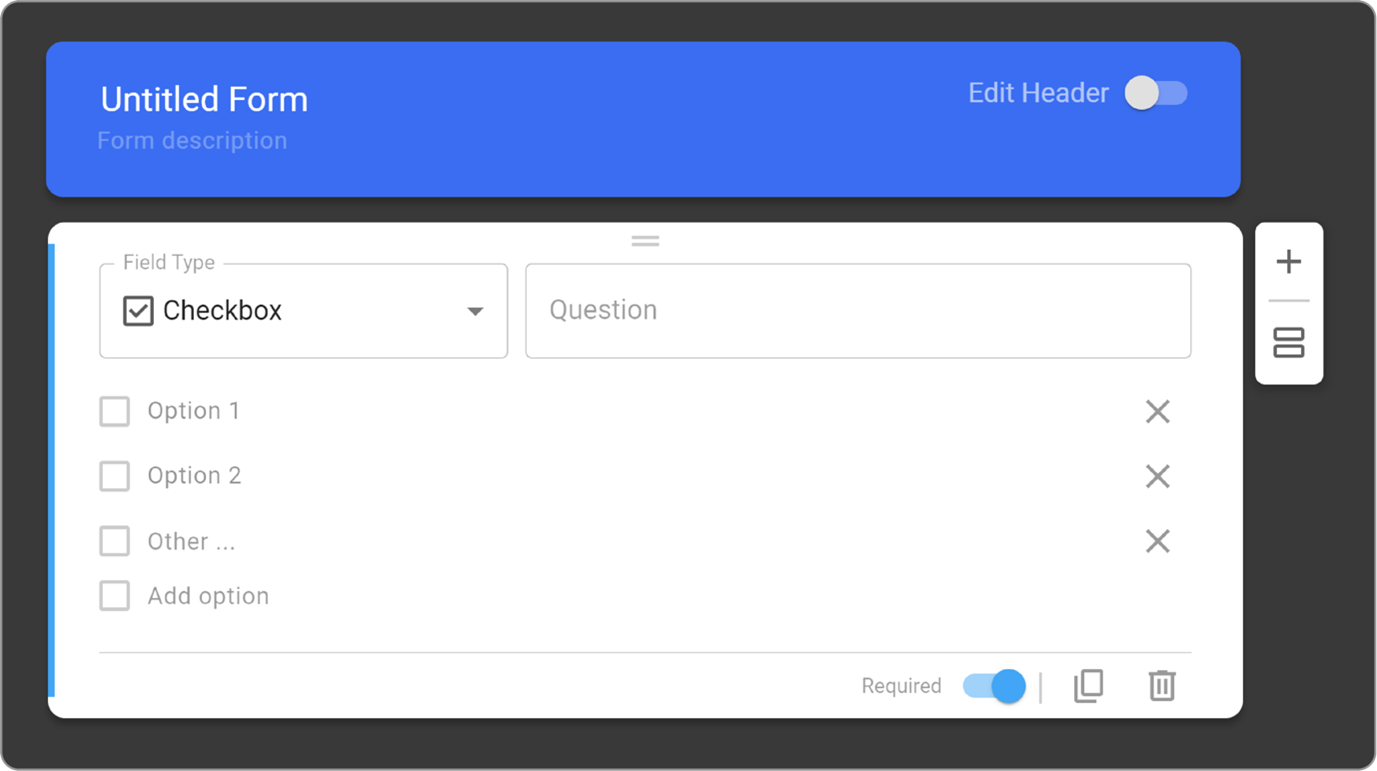 Untitled Form
Edit Header
Form description
Field Type
Checkbox
Question
Option 1
Option 2
Other ...
Add option
Required